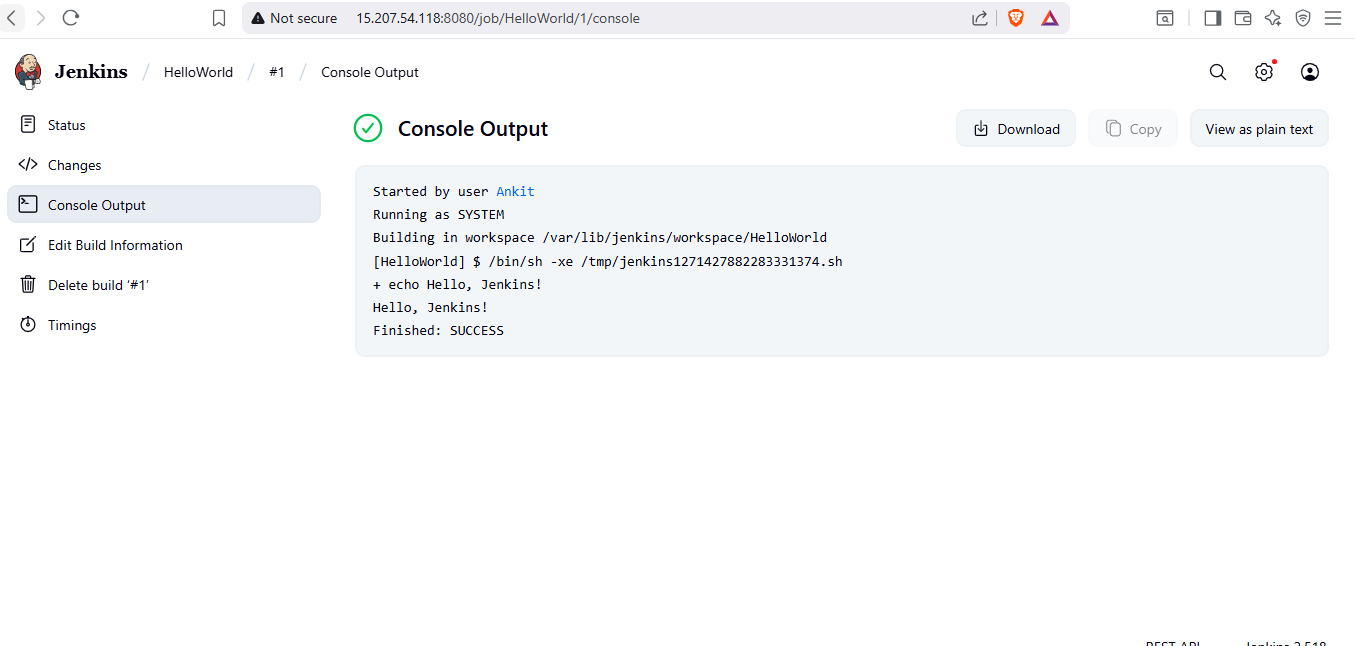 Not secure 15.207.54.118:8080/job/HelloWorld/1/console
Jenkins / HelloWorld / #1 / Console Output
Status
Changes
Console Output
Edit Build Information
Delete build ‘#1’
Timings
Console Output
Download
Copy
View as plain text
Started by user Ankit
Running as SYSTEM
Building in workspace /var/lib/jenkins/workspace/HelloWorld
[HelloWorld] $ /bin/sh -xe /tmp/jenkins1271427882283331374.sh
+ echo Hello, Jenkins!
Hello, Jenkins!
Finished: SUCCESS
REST API
Jenkins 2.518